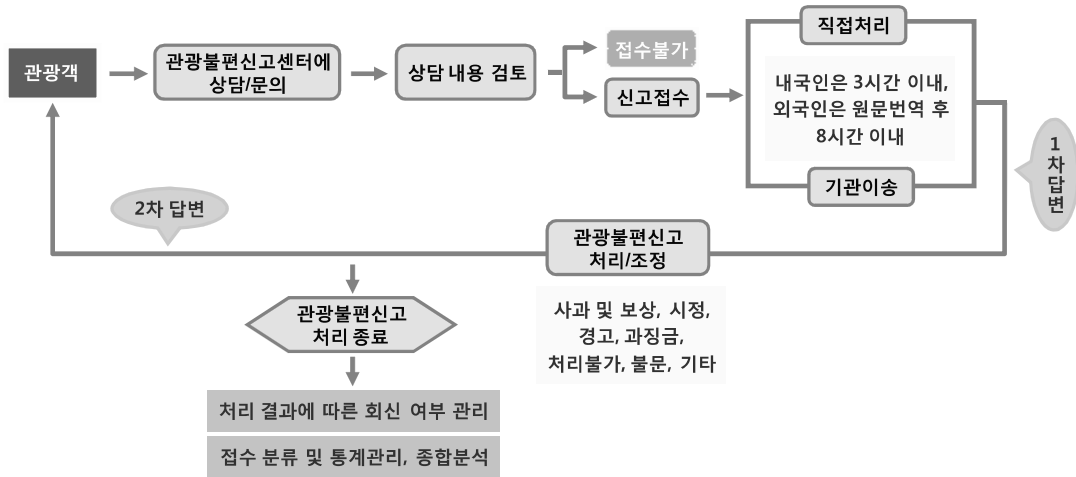 관광객
관광불편신고센터에
상담/문의
상담 내용 검토
접수불가
신고접수
직접처리
내국인은 3시간 이내,
외국인은 원문번역 후
8시간 이내
기관이송
1
차
답
변
2차 답변
관광불편신고
처리/조정
사과 및 보상, 시정,
경고, 과징금,
처리불가, 불문, 기타
관광불편신고
처리 종료
처리 결과에 따른 회신 여부 관리
접수 분류 및 통계관리, 종합분석